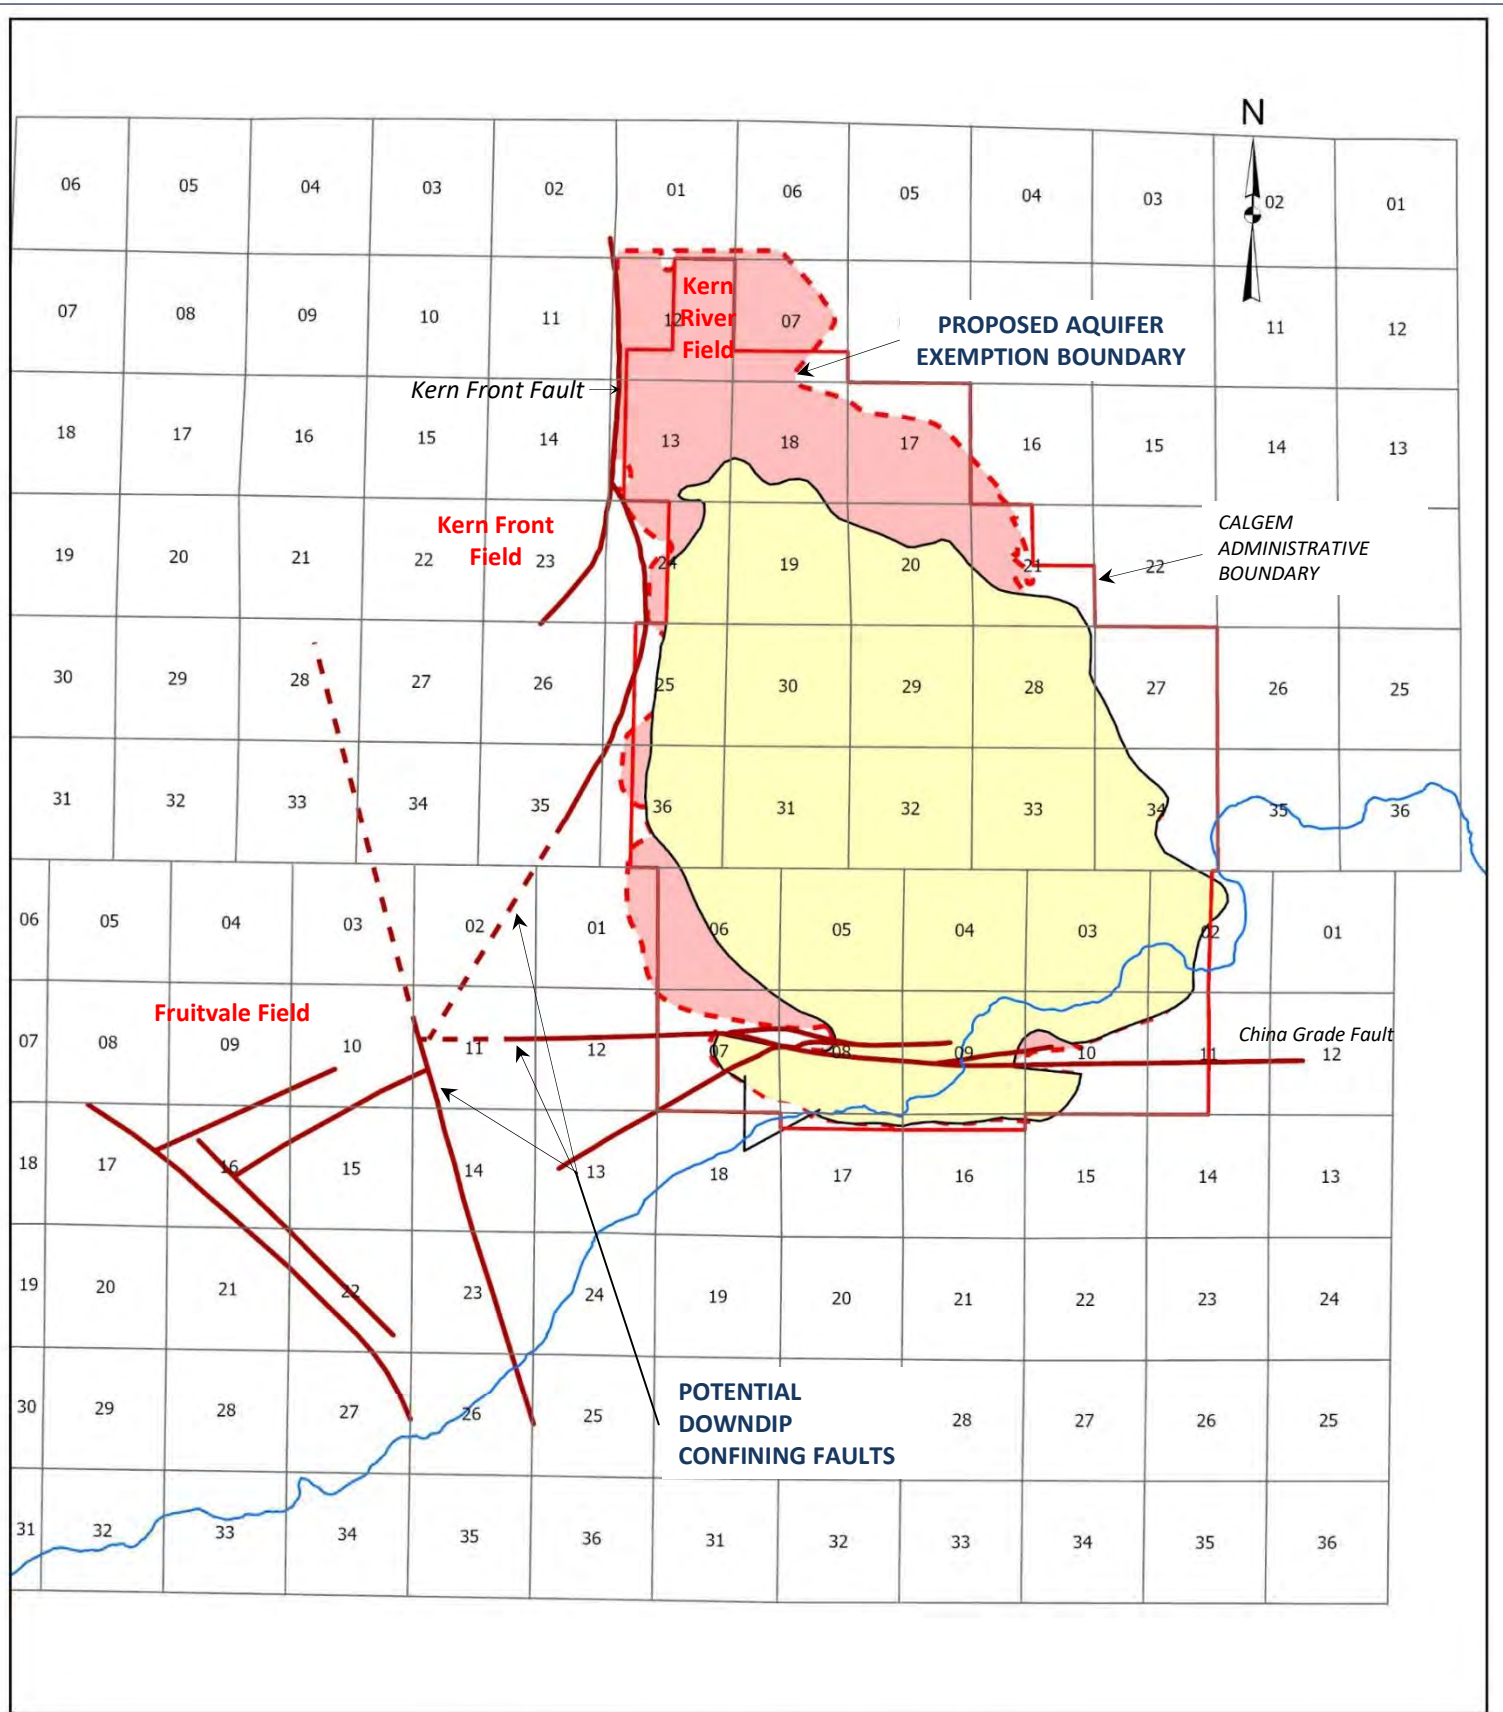 N
06 05 04 03 02 01 06 05 04 03 02 01
07 08 09 10 11 12 07 11 12
Kern
River
Field
PROPOSED AQUIFER
EXEMPTION BOUNDARY
Kern Front Fault
18 17 16 15 14 13 18 17 16 15 14 13
Kern Front
Field
CALGEM
ADMINISTRATIVE
BOUNDARY
19 20 21 22 23 24 19 20 21 22
30 29 28 27 26 25 30 29 28 27 26 25
31 32 33 34 35 36 31 32 33 34 35 36
06 05 04 03 02 01 06 05 04 03 02 01
Fruitvale Field
China Grade Fault
07 08 09 10 11 12 07 08 09 10 11 12
18 17 16 15 14 13 18 17 16 15 14 13
19 20 21 22 23 24 19 20 21 22 23 24
30 29 28 27 26 25 28 27 26 25
POTENTIAL
DOWNDIP
CONFINING FAULTS
31 32 33 34 35 36 31 32 33 34 35 36